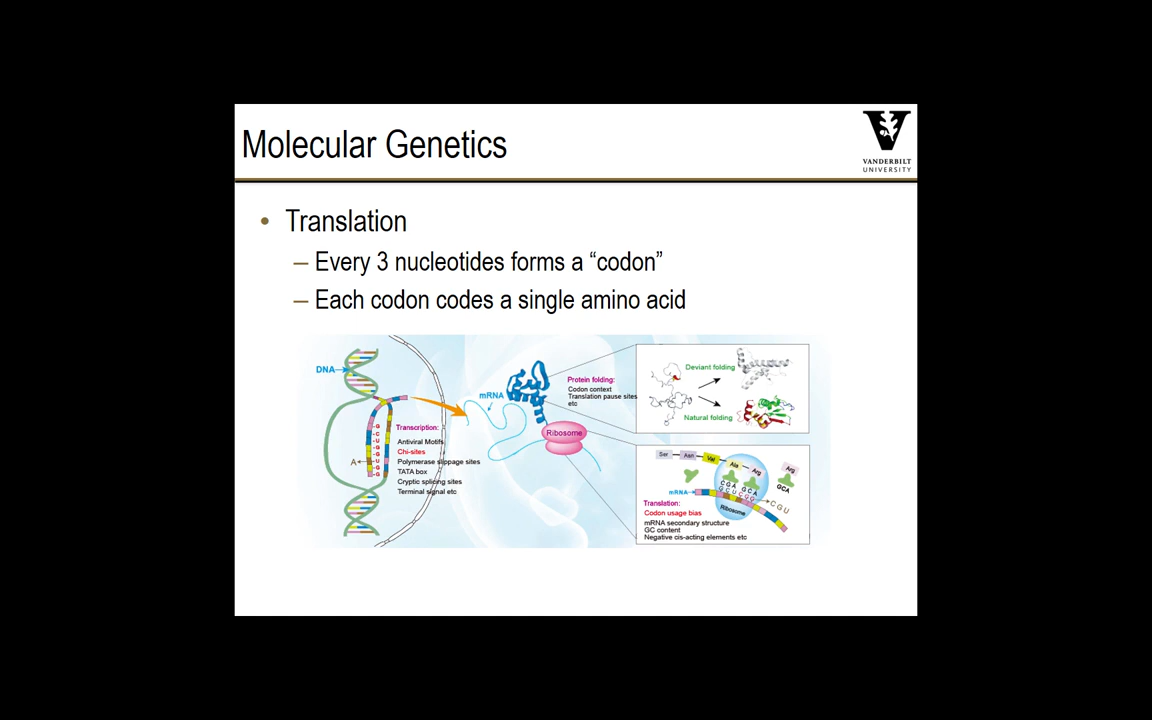 Molecular Genetics
VANDERBILT
UNIVERSITY
• Translation
– Every 3 nucleotides forms a “codon”
– Each codon codes a single amino acid
DNA
Transcription:
Antiviral Motifs
Chi-sites
Polymerase slippage sites
TATA box
Cryptic splicing sites
Terminal signal etc
A
G
C
U
G
G
U
G
G
mRNA
Protein folding:
Codon context
Translation pause sites
etc
Ribosome
Deviant folding
Natural folding
Ser Asn Val Ala Arg
Arg
CGA GCA
GCUCGG
GCA
mRNA
CGU
Ribosome
Translation:
Codon usage bias
mRNA secondary structure
GC content
Negative cis-acting elements etc